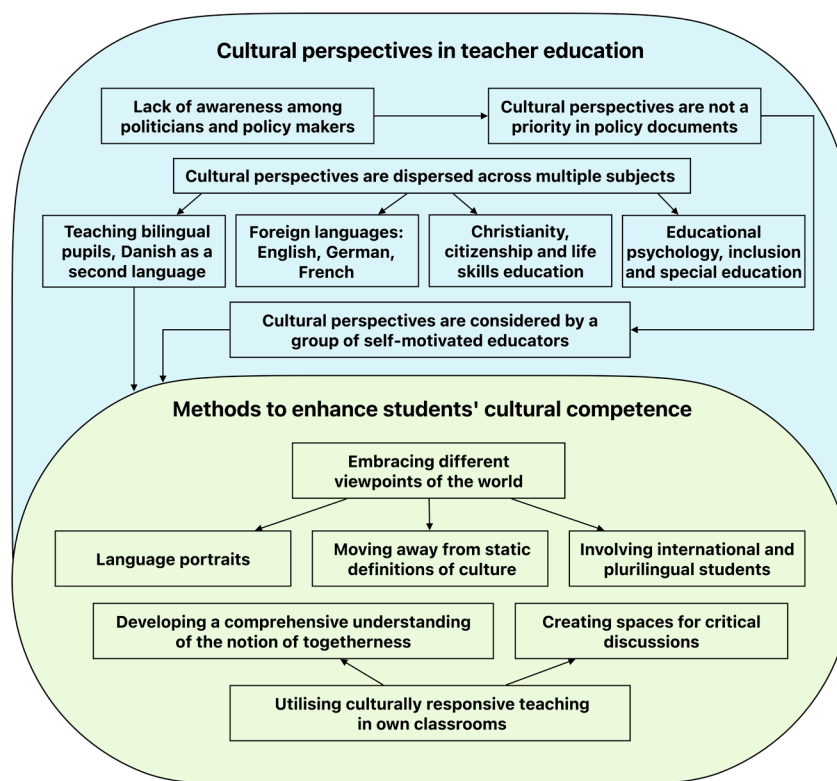 Cultural perspectives in teacher education
Lack of awareness among
politicians and policy makers
Cultural perspectives are not a
priority in policy documents
Cultural perspectives are dispersed across multiple subjects
Teaching bilingual
pupils, Danish as a
second language
Foreign languages:
English, German,
French
Christianity,
citizenship and life
skills education
Educational
psychology, inclusion
and special education
Cultural perspectives are considered by a
group of self-motivated educators
Methods to enhance students' cultural competence
Embracing different
viewpoints of the world
Language portraits
Moving away from static
definitions of culture
Involving international and
plurilingual students
Developing a comprehensive understanding
of the notion of togetherness
Creating spaces for critical
discussions
Utilising culturally responsive teaching
in own classrooms